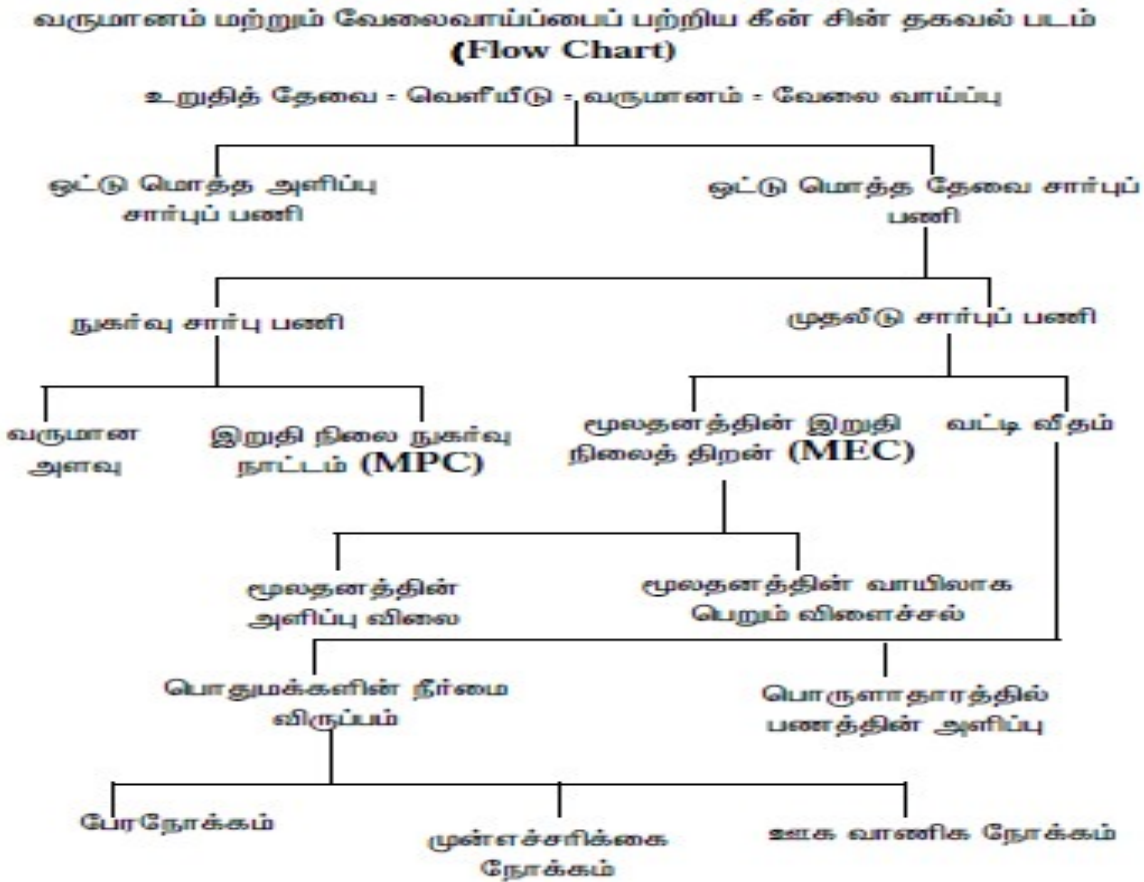 வருமானம் மற்றும் வேலைவாய்ப்பைப் பற்றிய கீன் சின் தகவல் படம்
(Flow Chart)
உறுதித் தேவை - வெளியீடு - வருமானம் - வேலை வாய்ப்பு
ஒட்டு மொத்த அளிப்பு
சார்புப் பணி
ஒட்டு மொத்த தேவை சார்புப்
பணி
நுகர்வு சார்பு பணி
முதலீடு சார்புப் பணி
வருமான
அளவு
இறுதி நிலை நுகர்வு
நாட்டம் (MPC)
மூலதனத்தின் இறுதி
நிலைத் திறன் (MEC)
வட்டி வீதம்
மூலதனத்தின்
அளிப்பு விலை
மூலதனத்தின் வாயிலாக
பெறும் விளைச்சல்
பொதுமக்களின் நீர்மை
விருப்பம்
பொருளாதாரத்தில்
பணத்தின் அளிப்பு
பேரநோக்கம்
முன்எச்சரிக்கை
நோக்கம்
ஊக வாணிக நோக்கம்